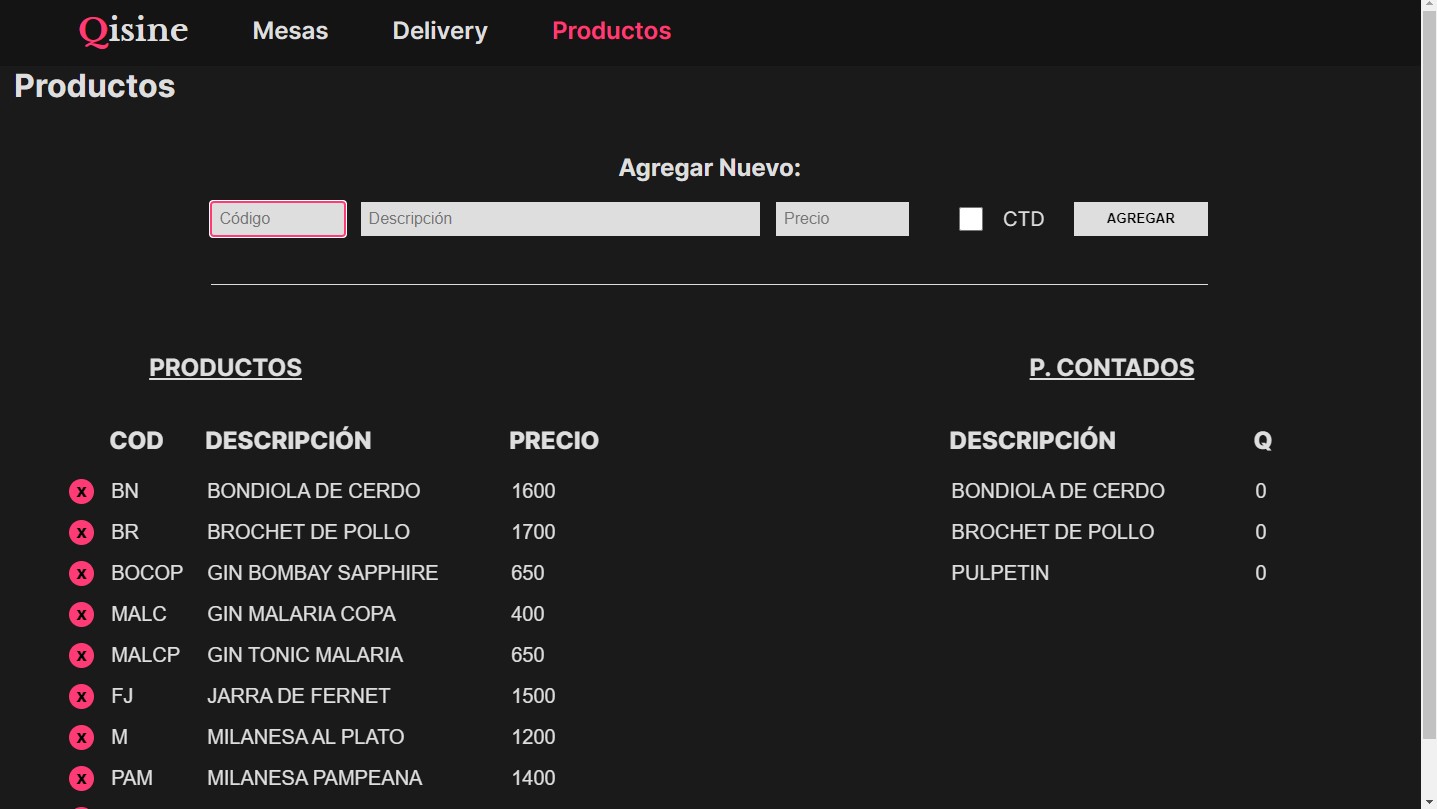 Qisine Mesas Delivery Productos
Productos
Agregar Nuevo:
Código Descripción Precio CTD AGREGAR
PRODUCTOS P. CONTADOS
COD DESCRIPCIÓN PRECIO DESCRIPCIÓN Q
x BN BONDIOLA DE CERDO 1600 BONDIOLA DE CERDO 0
x BR BROCHET DE POLLO 1700 BROCHET DE POLLO 0
x BOCOP GIN BOMBAY SAPPHIRE 650 PULPETIN 0
x MALC GIN MALARIA COPA 400
x MALCP GIN TONIC MALARIA 650
x FJ JARRA DE FERNET 1500
x M MILANESA AL PLATO 1200
x PAM MILANESA PAMPEANA 1400